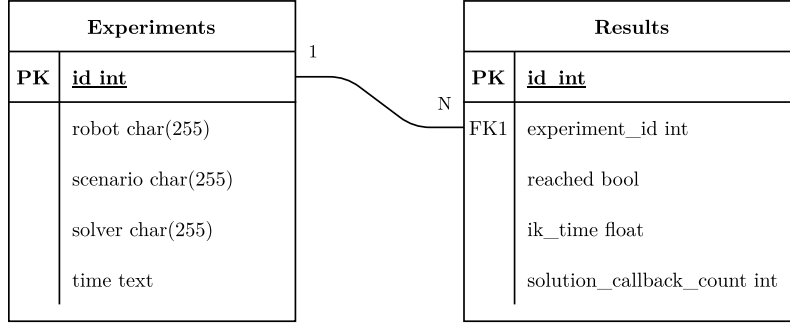 Experiments
PK id int
robot char(255)
scenario char(255)
solver char(255)
time text
1
N
Results
PK id int
FK1 experiment_id int
reached bool
ik_time float
solution_callback_count int